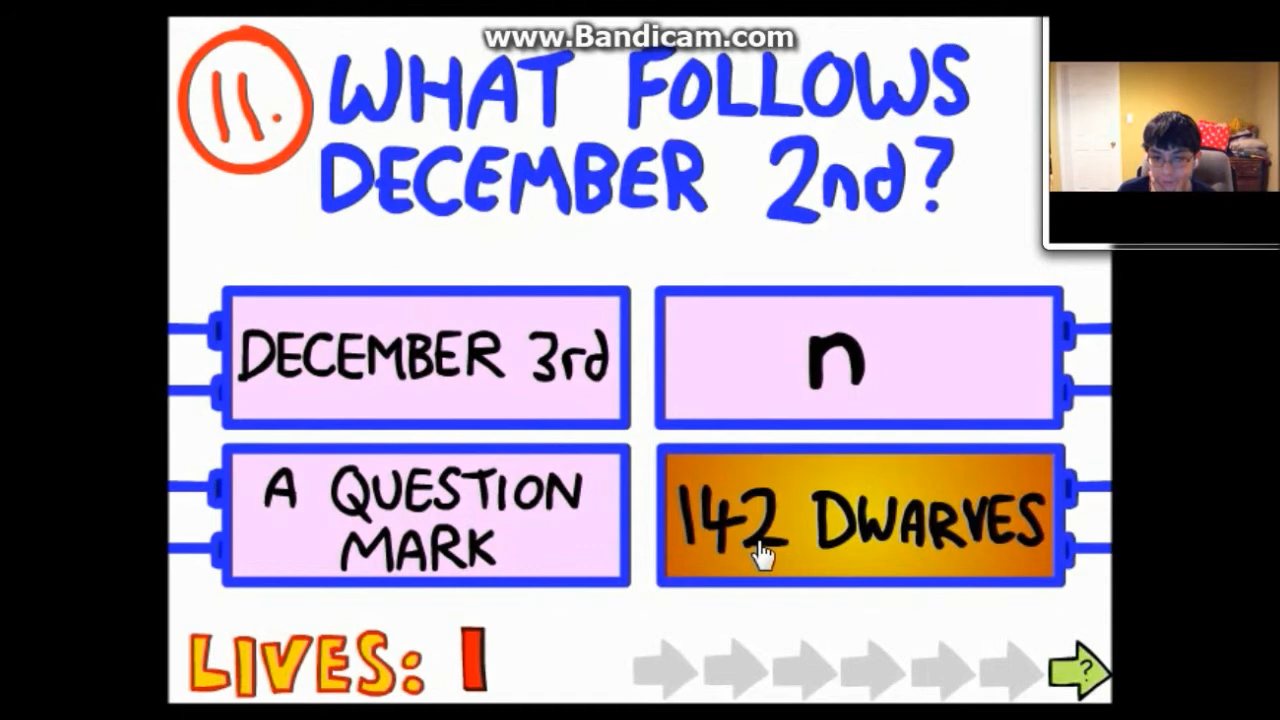 www.Bandicam.com
11.
WHAT FOLLOWS
DECEMBER 2nd?
DECEMBER 3rd
n
A QUESTION
MARK
142 DWARVES
LIVES: 1
?